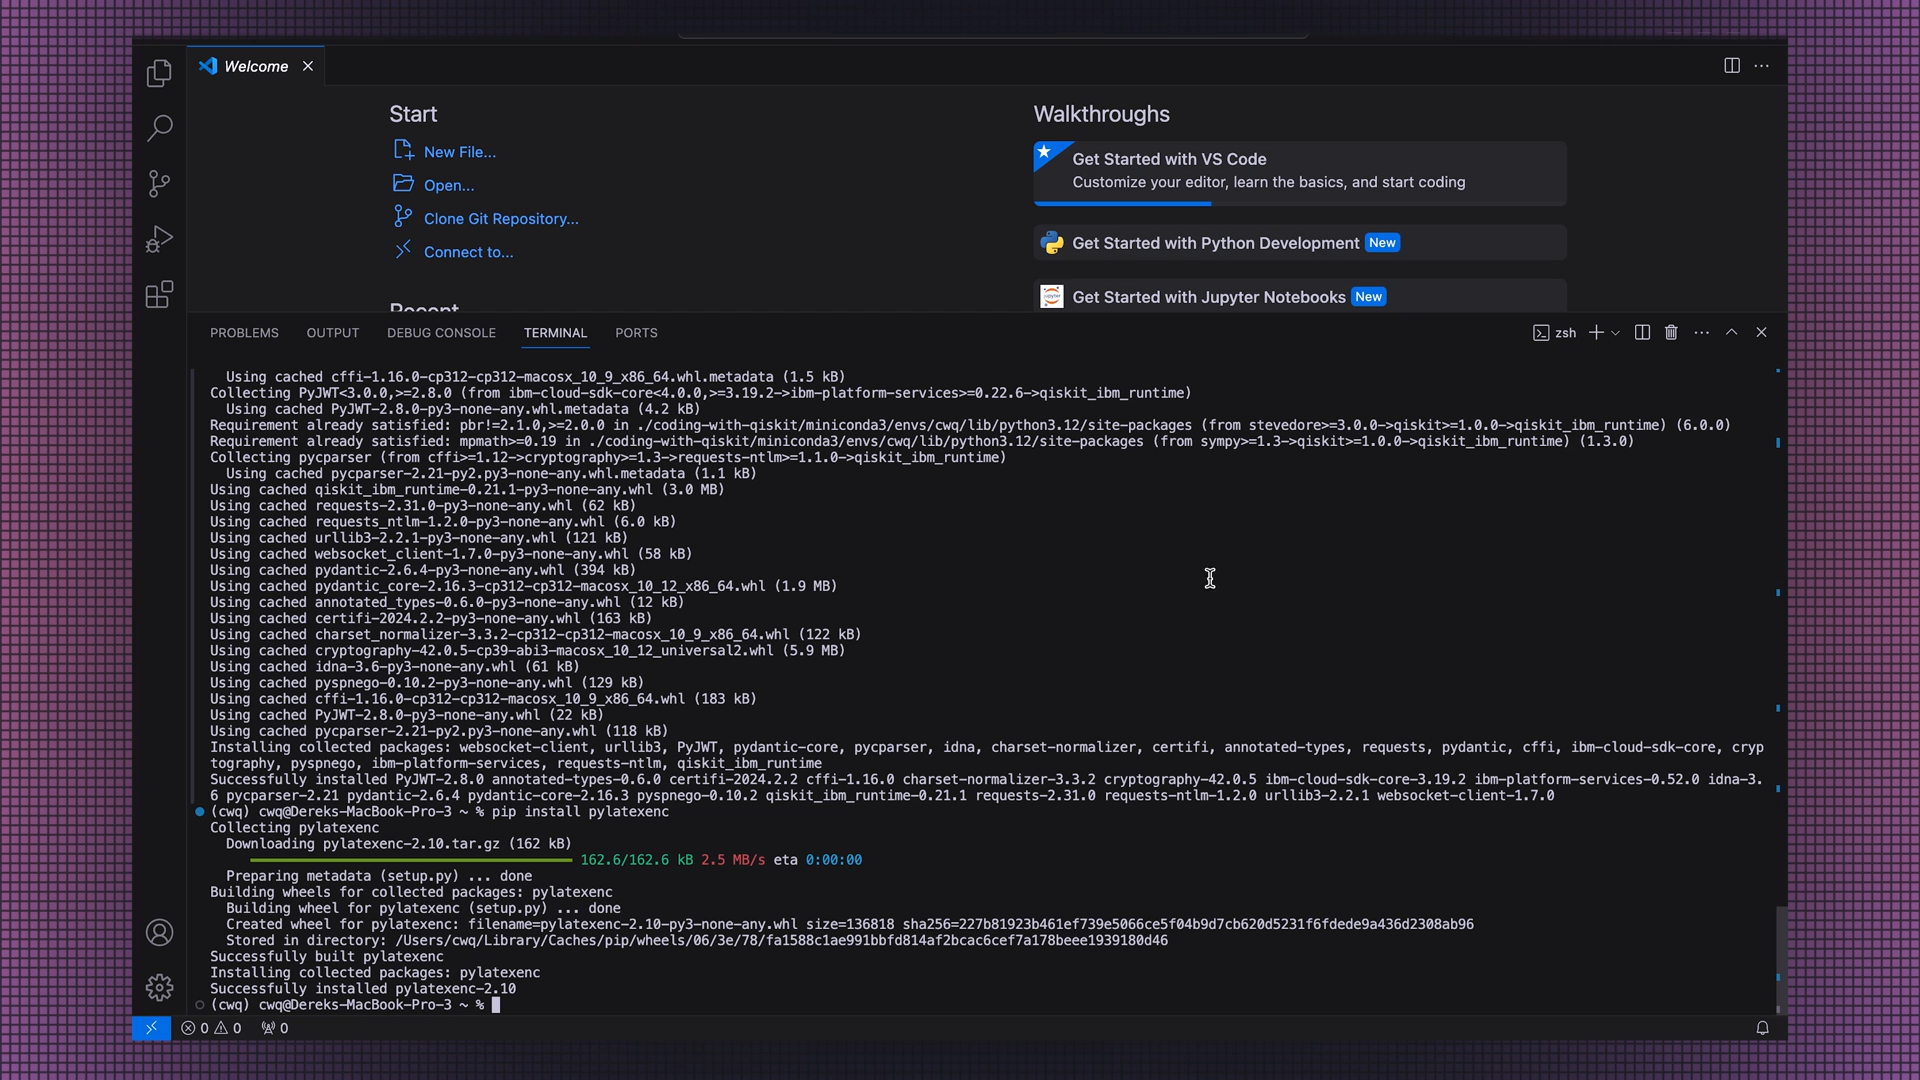 Welcome
Start
New File...
Open...
Clone Git Repository...
Connect to...
Recent
Walkthroughs
Get Started with VS Code
Customize your editor, learn the basics, and start coding
Get Started with Python Development New
Get Started with Jupyter Notebooks New
PROBLEMS OUTPUT DEBUG CONSOLE TERMINAL PORTS zsh
Using cached cffi-1.16.0-cp312-cp312-macosx_10_9_x86_64.whl.metadata (1.5 kB)
Collecting PyJWT<3.0.0,>=2.8.0 (from ibm-cloud-sdk-core<4.0.0,>=3.19.2->ibm-platform-services>=0.22.6->qiskit_ibm_runtime)
Using cached PyJWT-2.8.0-py3-none-any.whl.metadata (4.2 kB)
Requirement already satisfied: pbr!=2.1.0,>=2.0.0 in ./coding-with-qiskit/miniconda3/envs/cwq/lib/python3.12/site-packages (from stevedore>=3.0.0->qiskit>=1.0.0->qiskit_ibm_runtime) (6.0.0)
Requirement already satisfied: mpmath>=0.19 in ./coding-with-qiskit/miniconda3/envs/cwq/lib/python3.12/site-packages (from sympy>=1.3->qiskit>=1.0.0->qiskit_ibm_runtime) (1.3.0)
Collecting pycparser (from cffi>=1.12->cryptography>=1.3->requests-ntlm>=1.1.0->qiskit_ibm_runtime)
Using cached pycparser-2.21-py2.py3-none-any.whl.metadata (1.1 kB)
Using cached qiskit_ibm_runtime-0.21.1-py3-none-any.whl (3.0 MB)
Using cached requests-2.31.0-py3-none-any.whl (62 kB)
Using cached requests_ntlm-1.2.0-py3-none-any.whl (6.0 kB)
Using cached urllib3-2.2.1-py3-none-any.whl (121 kB)
Using cached websocket_client-1.7.0-py3-none-any.whl (58 kB)
Using cached pydantic-2.6.4-py3-none-any.whl (394 kB)
Using cached pydantic_core-2.16.3-cp312-cp312-macosx_10_12_x86_64.whl (1.9 MB)
Using cached annotated_types-0.6.0-py3-none-any.whl (12 kB)
Using cached certifi-2024.2.2-py3-none-any.whl (163 kB)
Using cached charset_normalizer-3.3.2-cp312-cp312-macosx_10_9_x86_64.whl (122 kB)
Using cached cryptography-42.0.5-cp39-abi3-macosx_10_12_universal2.whl (5.9 MB)
Using cached idna-3.6-py3-none-any.whl (61 kB)
Using cached pyspnego-0.10.2-py3-none-any.whl (129 kB)
Using cached cffi-1.16.0-cp312-cp312-macosx_10_9_x86_64.whl (183 kB)
Using cached PyJWT-2.8.0-py3-none-any.whl (22 kB)
Using cached pycparser-2.21-py2.py3-none-any.whl (118 kB)
Installing collected packages: websocket-client, urllib3, PyJWT, pydantic-core, pycparser, idna, charset-normalizer, certifi, annotated-types, requests, pydantic, cffi, ibm-cloud-sdk-core, cryp
tography, pyspnego, ibm-platform-services, requests-ntlm, qiskit_ibm_runtime
Successfully installed PyJWT-2.8.0 annotated-types-0.6.0 certifi-2024.2.2 cffi-1.16.0 charset-normalizer-3.3.2 cryptography-42.0.5 ibm-cloud-sdk-core-3.19.2 ibm-platform-services-0.52.0 idna-3.
6 pycparser-2.21 pydantic-2.6.4 pydantic-core-2.16.3 pyspnego-0.10.2 qiskit_ibm_runtime-0.21.1 requests-2.31.0 requests-ntlm-1.2.0 urllib3-2.2.1 websocket-client-1.7.0
(cwq) cwq@Dereks-MacBook-Pro-3 ~ % pip install pylatexenc
Collecting pylatexenc
Downloading pylatexenc-2.10.tar.gz (162 kB)
162.6/162.6 kB 2.5 MB/s eta 0:00:00
Preparing metadata (setup.py) ... done
Building wheels for collected packages: pylatexenc
Building wheel for pylatexenc (setup.py) ... done
Created wheel for pylatexenc: filename=pylatexenc-2.10-py3-none-any.whl size=136818 sha256=227b81923b461ef739e5066ce5f04b9d7cb620d5231f6fdede9a436d2308ab96
Stored in directory: /Users/cwq/Library/Caches/pip/wheels/06/3e/78/fa1588c1ae991bbfd814af2bcac6cef7a178beee1939180d46
Successfully built pylatexenc
Installing collected packages: pylatexenc
Successfully installed pylatexenc-2.10
(cwq) cwq@Dereks-MacBook-Pro-3 ~ %
0 0 0